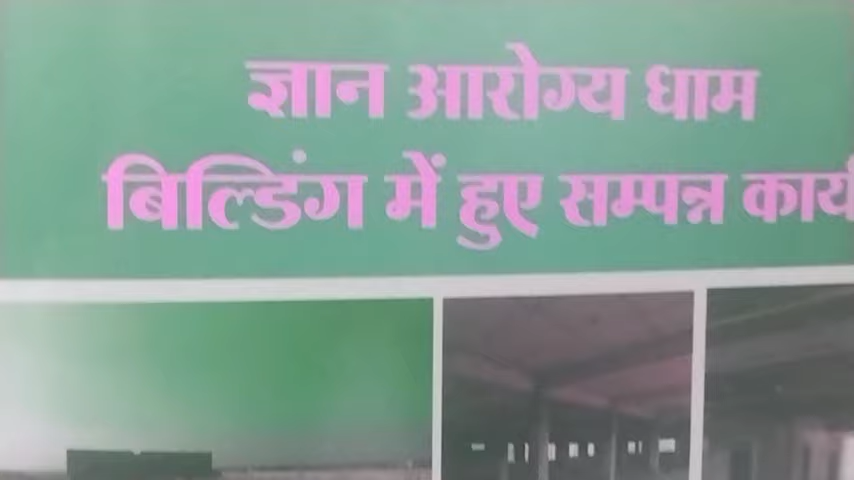 ज्ञान आरोग्य धाम
बिल्डिंग में हुए सम्पन्न कार्य